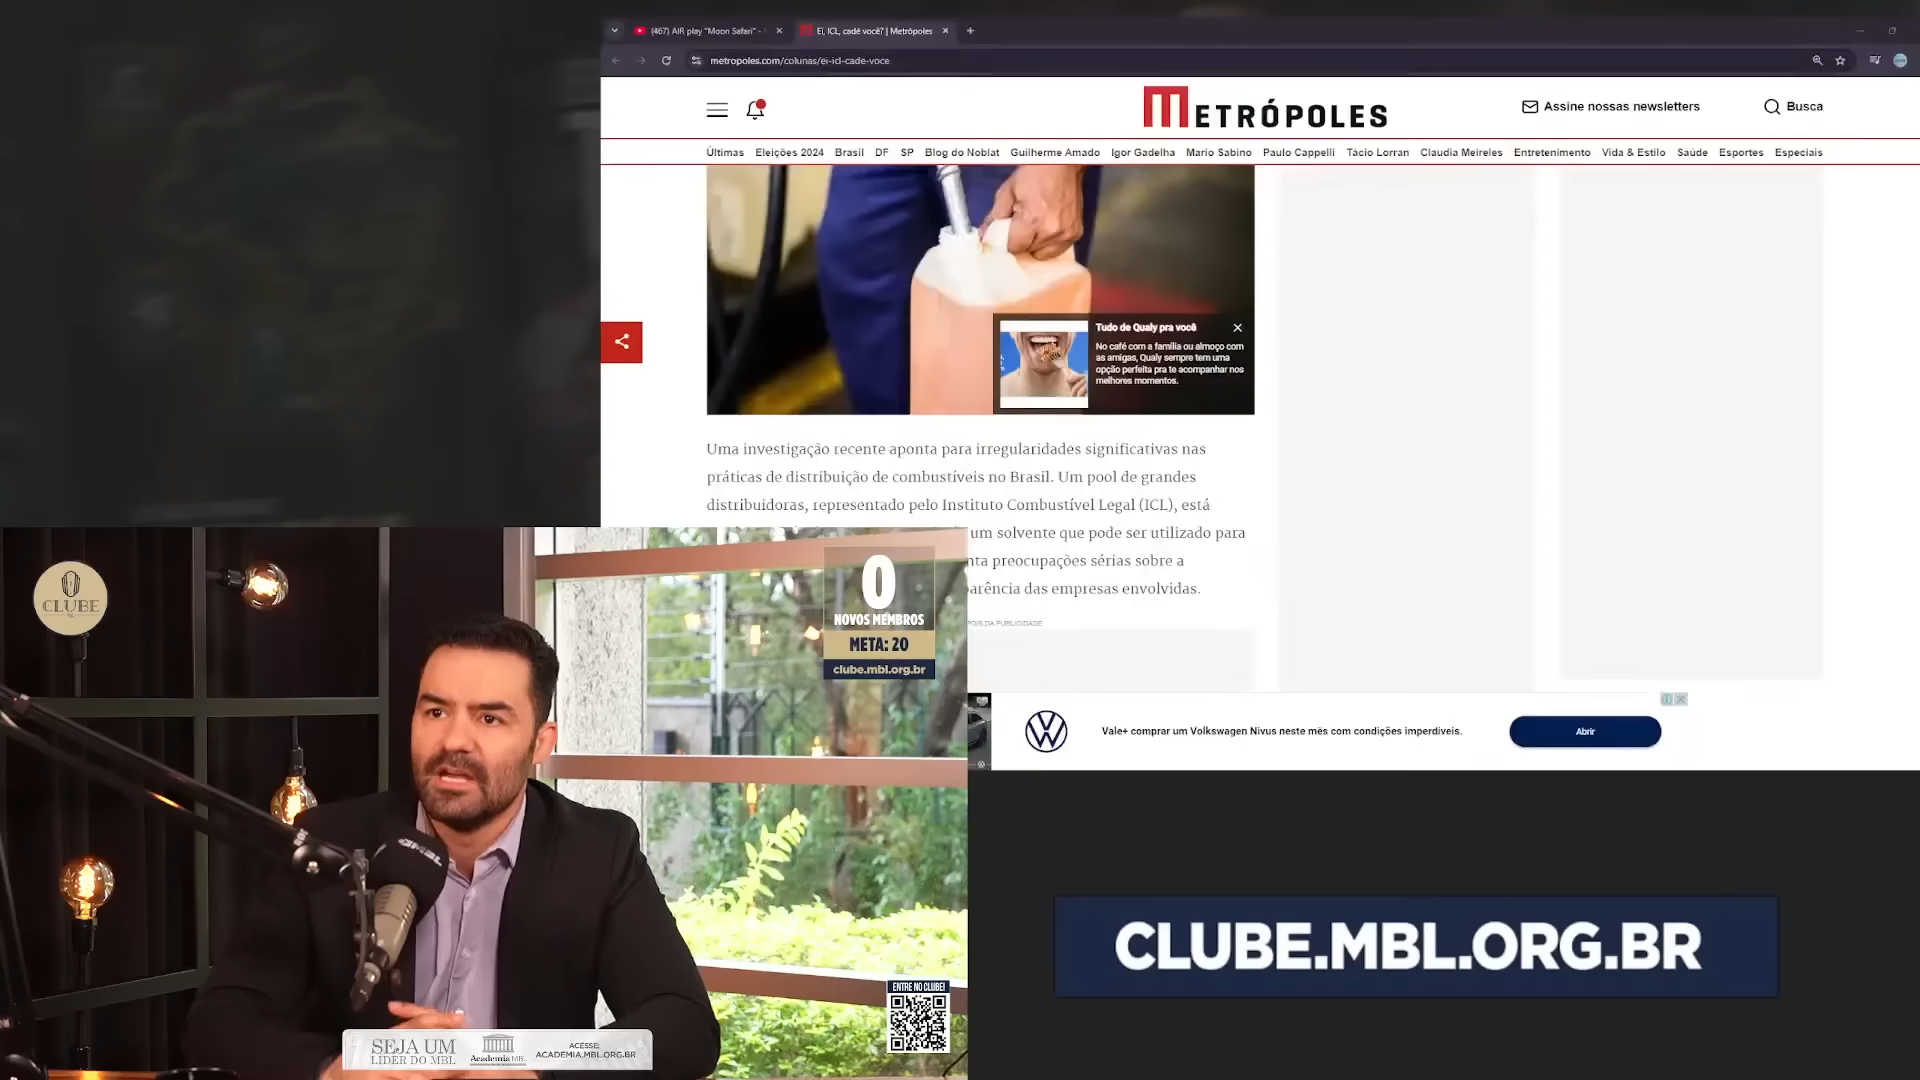 (467) AIR play "Moon Safari" -
Ei, ICL, cadê você? | Metrópoles
metropoles.com/colunas/ei-icl-cade-voce
METRÓPOLES
Assine nossas newsletters
Busca
Últimas Eleições 2024 Brasil DF SP Blog do Noblat Guilherme Amado Igor Gadelha Mario Sabino Paulo Cappelli Tácio Lorran Claudia Meireles Entretenimento Vida & Estilo Saúde Esportes Especiais
Tudo de Qualy pra você
No café com a família ou almoço com
as amigas, Qualy sempre tem uma
opção perfeita pra te acompanhar nos
melhores momentos.
Uma investigação recente aponta para irregularidades significativas nas
práticas de distribuição de combustíveis no Brasil. Um pool de grandes
distribuidoras, representado pelo Instituto Combustível Legal (ICL), está
um solvente que pode ser utilizado para
nta preocupações sérias sobre a
arência das empresas envolvidas.
POIS DA PUBLICIDADE
Vale+ comprar um Volkswagen Nivus neste mês com condições imperdíveis.
Abrir
CLUBE
0
NOVOS MEMBROS
META: 20
clube.mbl.org.br
MBL
ENTRE NO CLUBE!
SEJA UM
LÍDER DO MBL
Academia MBL
ACESSE:
ACADEMIA.MBL.ORG.BR
CLUBE.MBL.ORG.BR